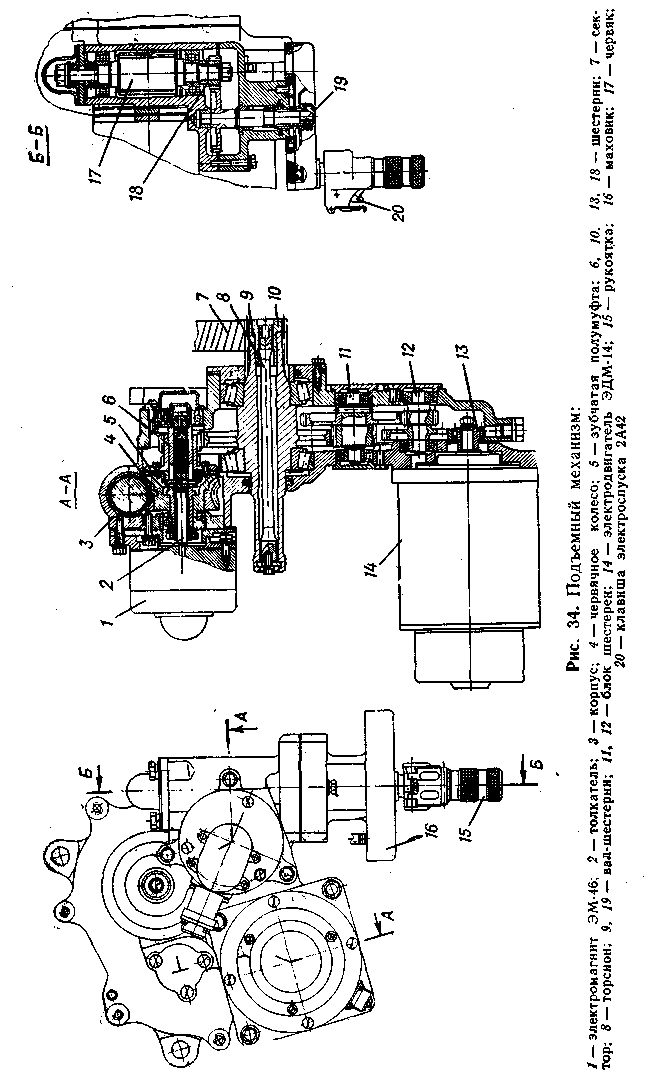 Б–Б
17
18
19
20
А–А
1
2
3
4
5
6
7
8
9
10
11
12
13
14
Б
А
А
Б
15
16
Рис. 34. Подъемный механизм:
1 — электромагнит ЭМ-46; 2 — толкатель; 3 — корпус; 4 — червячное колесо; 5 — зубчатая полумуфта; 6, 10. 13, 18 — шестерни; 7 — сек-
тор; 8 — торсион; 9, 19 — вал-шестерни; 11, 12 — блок шестерек; 14 — электродвигатель ЭДМ-14; 15 — рукоятка; 16 — маховик; 17 — червяк;
20 — клавиша электроспуска 2А42